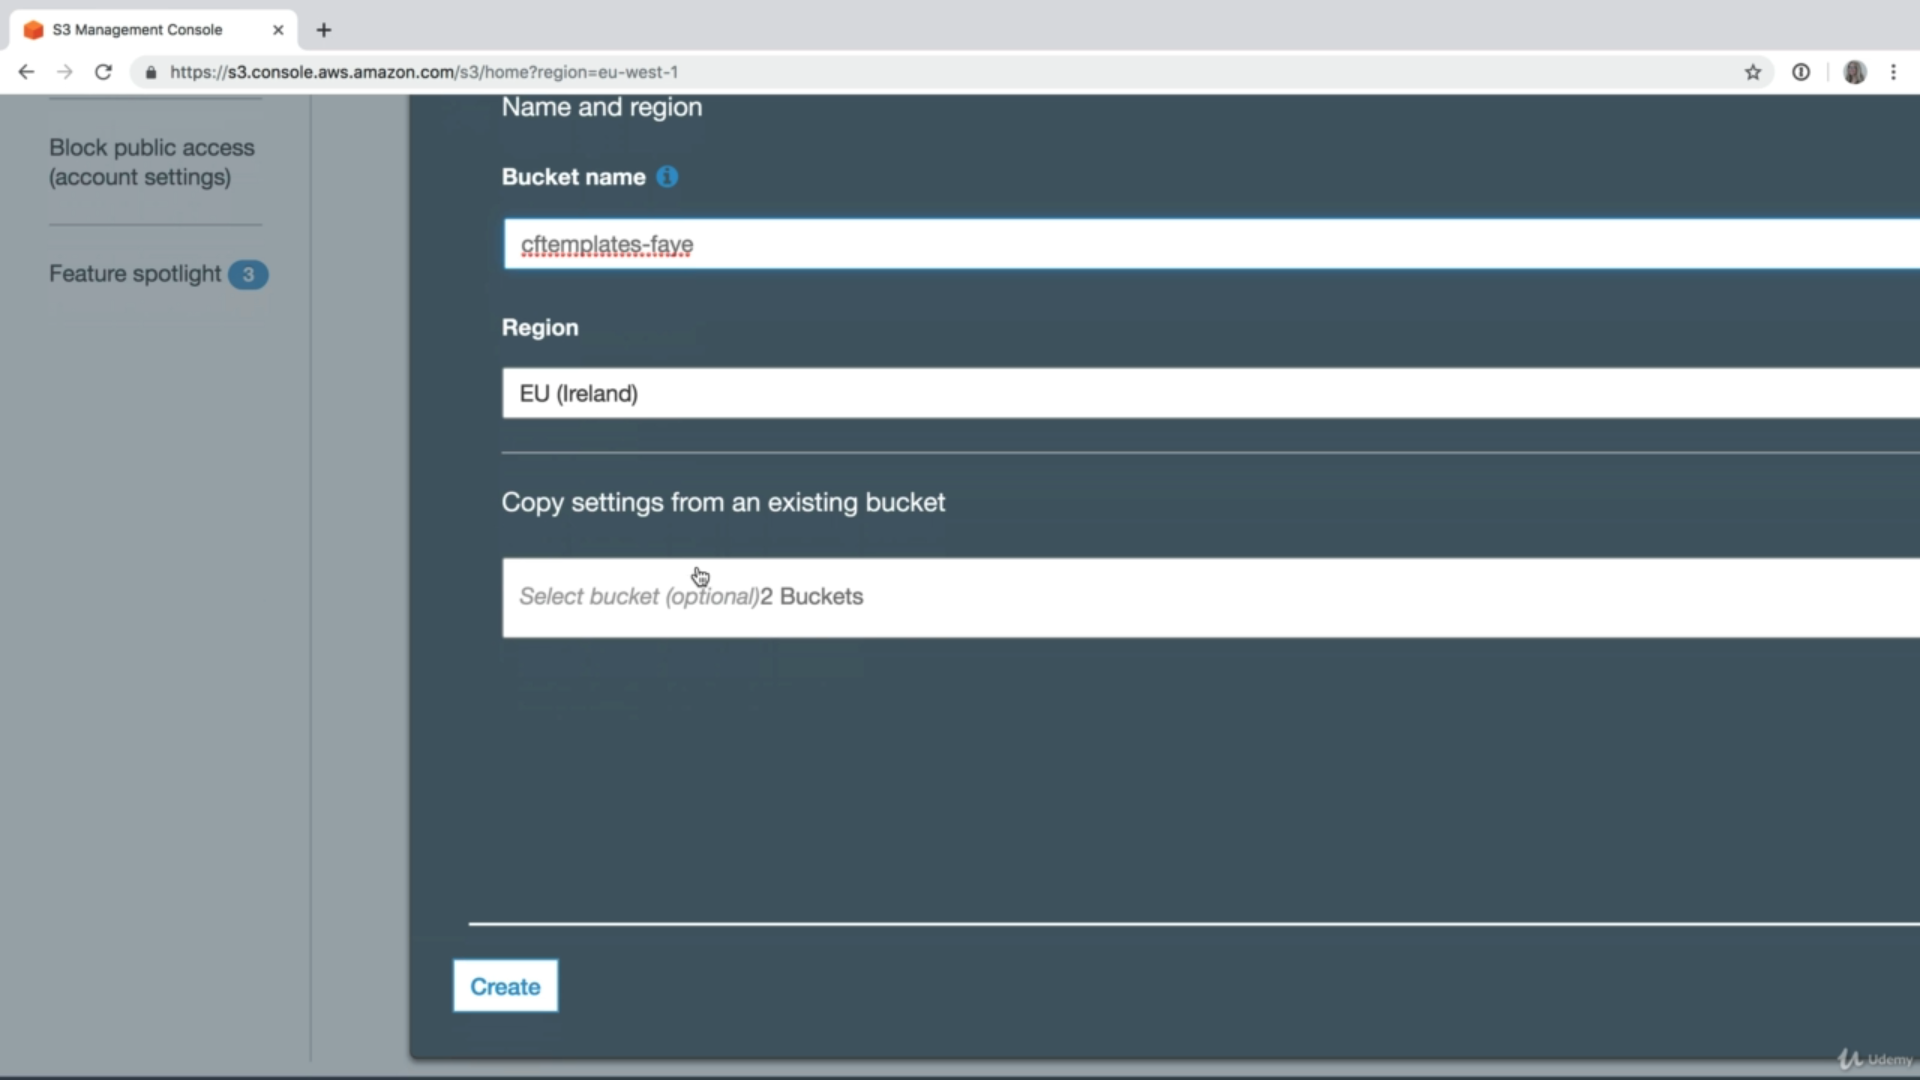 S3 Management Console
https://s3.console.aws.amazon.com/s3/home?region=eu-west-1
Block public access
(account settings)
Feature spotlight 3
Name and region
Bucket name
cftemplates-faye
Region
EU (Ireland)
Copy settings from an existing bucket
Select bucket (optional)2 Buckets
Create
Udemy